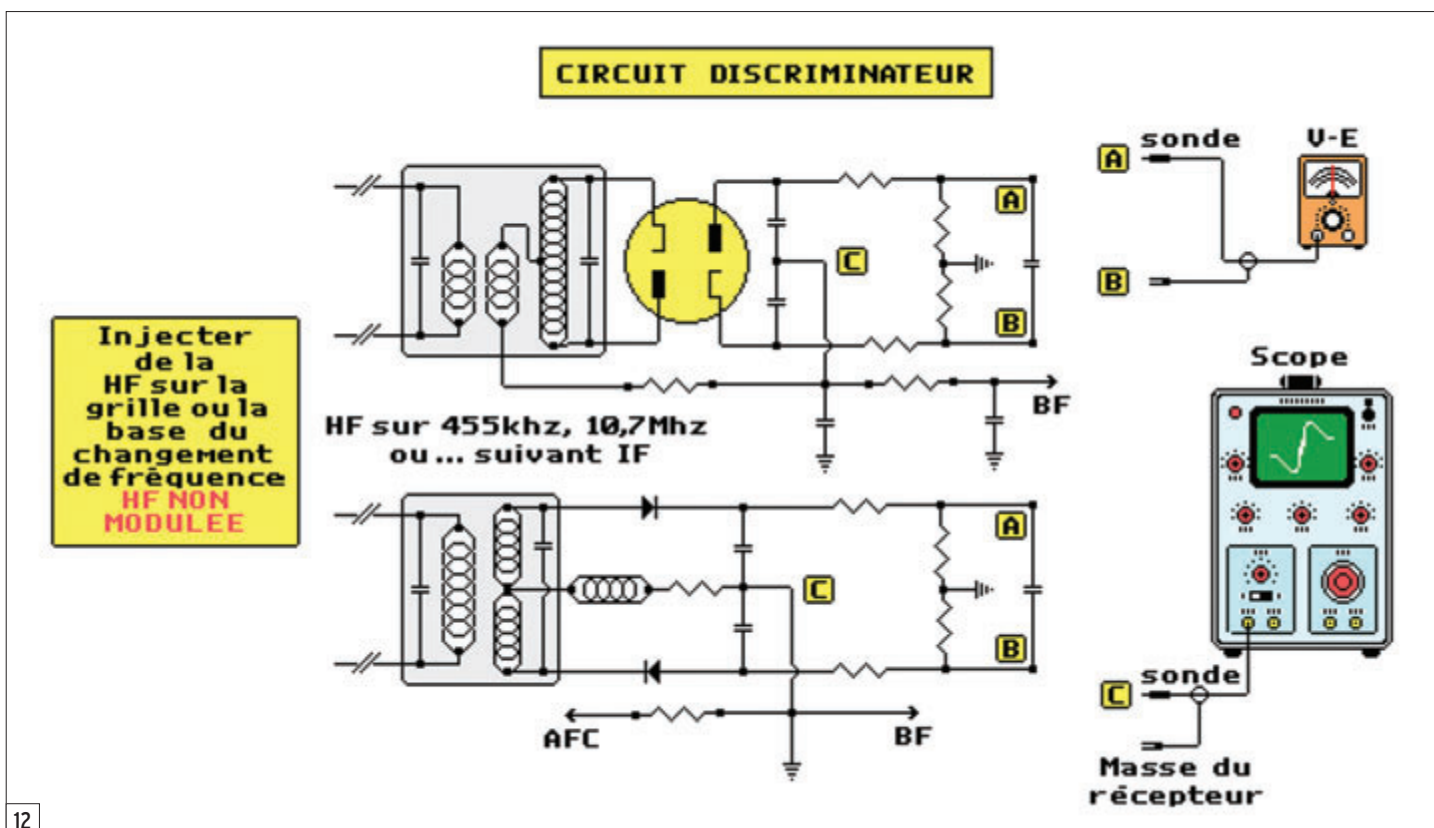 CIRCUIT DISCRIMINATEUR
A
sonde
V-E
B
A
C
B
BF
Injecter
de la
HF sur la
grille ou la
base du
changement
de fréquence
HF NON
MODULEE
HF sur 455khz, 10,7Mhz
ou... suivant IF
A
C
B
AFC
BF
Scope
C
sonde
Masse du
récepteur
12